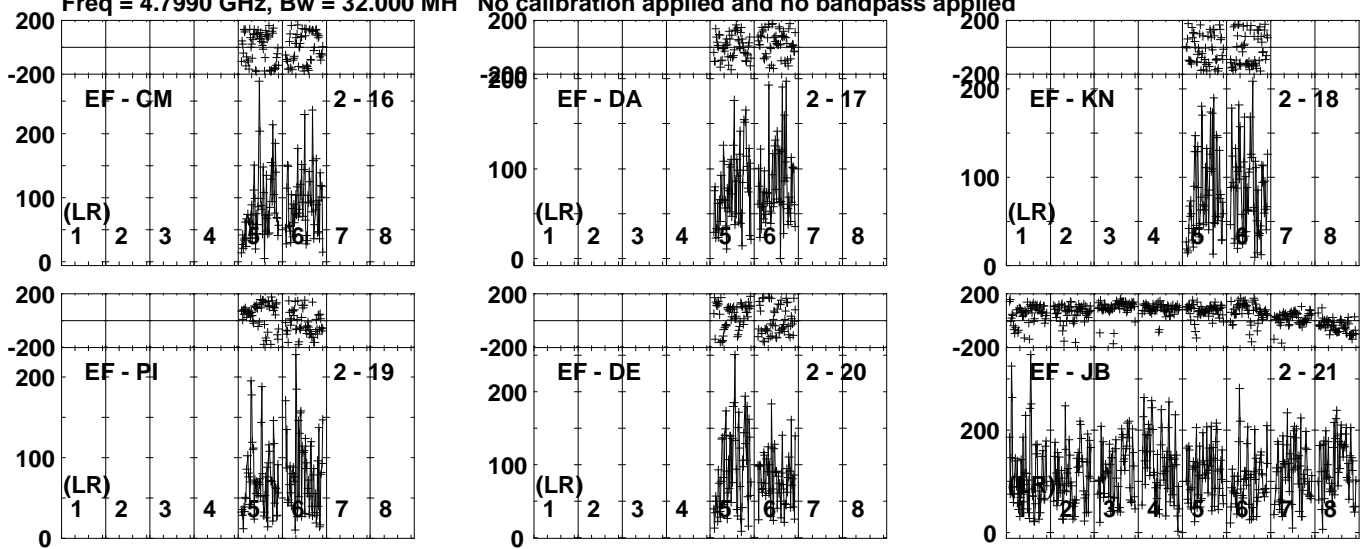 Freq = 4.7990 GHz, Bw = 32.000 MH No calibration applied and no bandpass applied
200
-200
EF - CM 2 - 16
200
100
(LR)
1 2 3 4 5 6 7 8
0
-200
200
EF - DA 2 - 17
100
(LR)
1 2 3 4 5 6 7 8
0
200
-200
200
EF - KN 2 - 18
100
(LR)
1 2 3 4 5 6 7 8
0
200
-200
EF - PI 2 - 19
200
100
(LR)
1 2 3 4 5 6 7 8
0
EF - DE 2 - 20
(LR)
1 2 3 4 5 6 7 8
200
-200
200
100
0
200
-200
EF - JB 2 - 21
200
100
(LR)
1 2 3 4 5 6 7 8
0